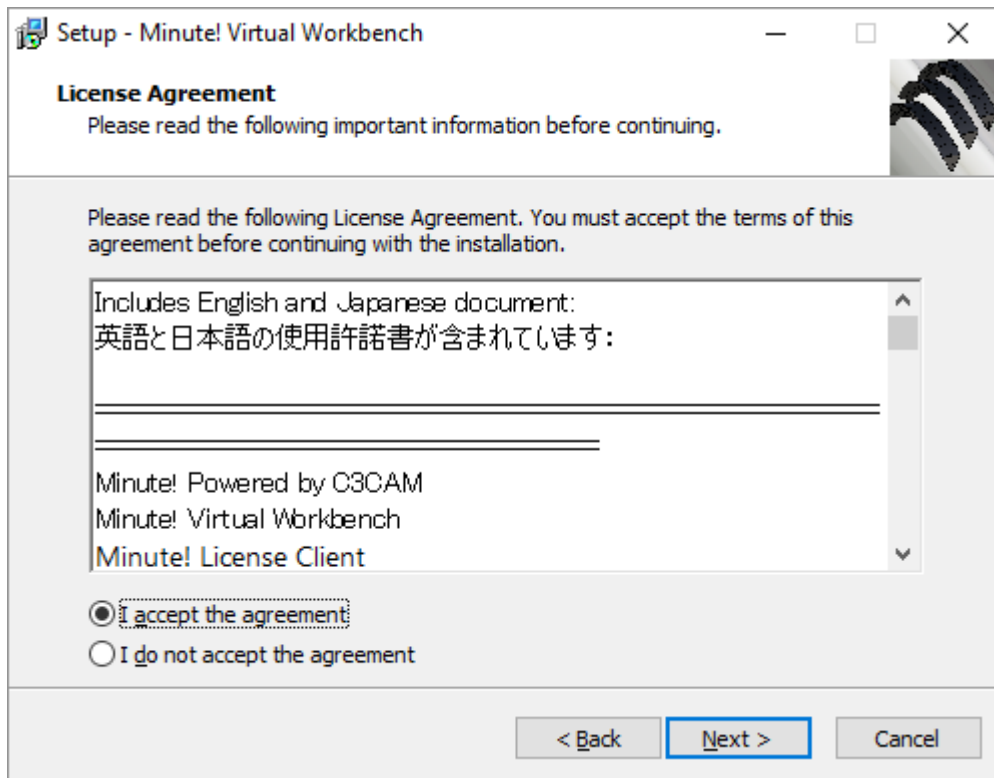 Setup - Minute! Virtual Workbench
License Agreement
Please read the following important information before continuing.
Please read the following License Agreement. You must accept the terms of this
agreement before continuing with the installation.
Includes English and Japanese document:
英語と日本語の使用許諾書が含まれています:
Minute! Powered by C3CAM
Minute! Virtual Workbench
Minute! License Client
I accept the agreement
I do not accept the agreement
< Back Next > Cancel